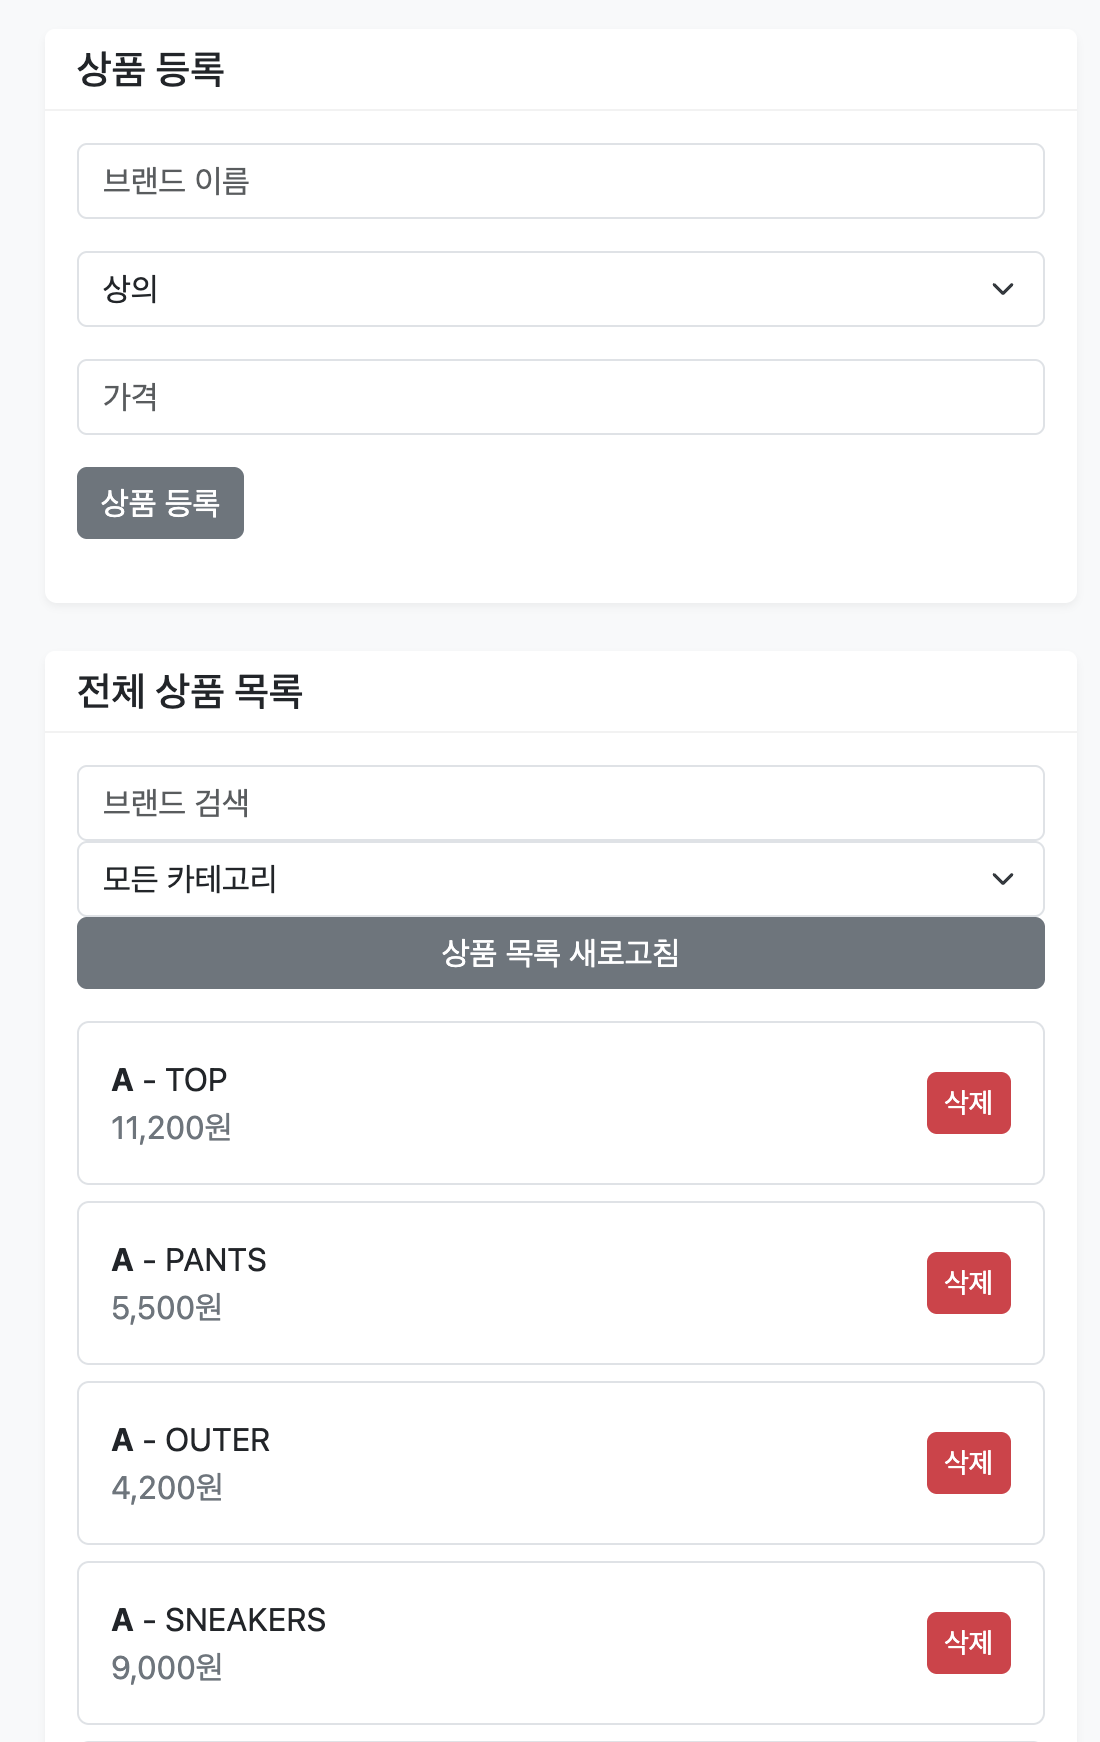 상품 등록
브랜드 이름
상의
가격
상품 등록
전체 상품 목록
브랜드 검색
모든 카테고리
상품 목록 새로고침
A - TOP
11,200원
삭제
A - PANTS
5,500원
삭제
A - OUTER
4,200원
삭제
A - SNEAKERS
9,000원
삭제